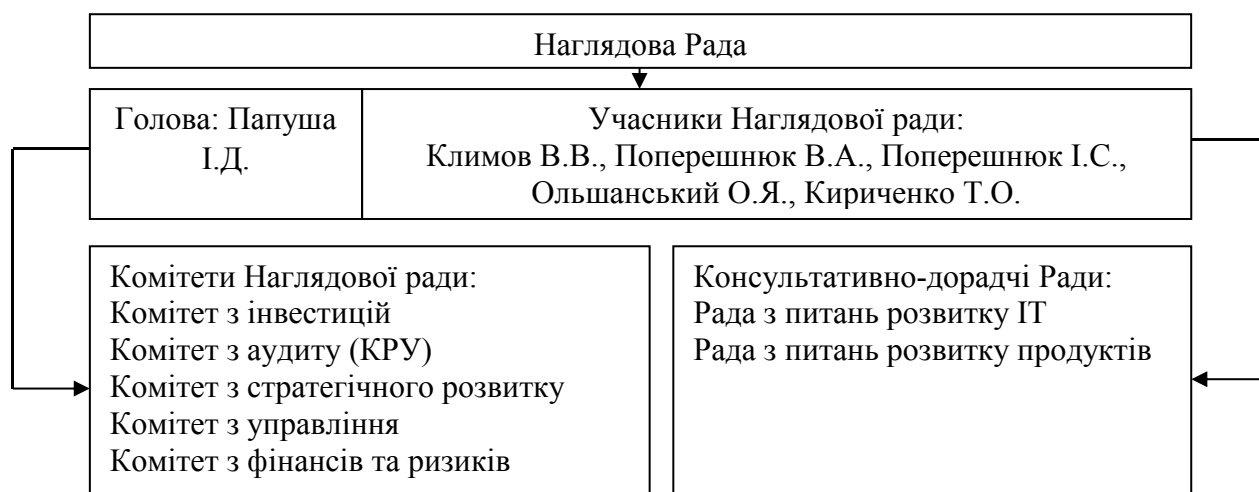 Наглядова Рада
Голова: Папуша
І.Д.
Учасники Наглядової ради:
Климов В.В., Поперешнюк В.А., Поперешнюк І.С.,
Ольшанський О.Я., Кириченко Т.О.
Комітети Наглядової ради:
Комітет з інвестицій
Комітет з аудиту (КРУ)
Комітет з стратегічного розвитку
Комітет з управління
Комітет з фінансів та ризиків
Консультативно-дорадчі Ради:
Рада з питань розвитку ІТ
Рада з питань розвитку продуктів